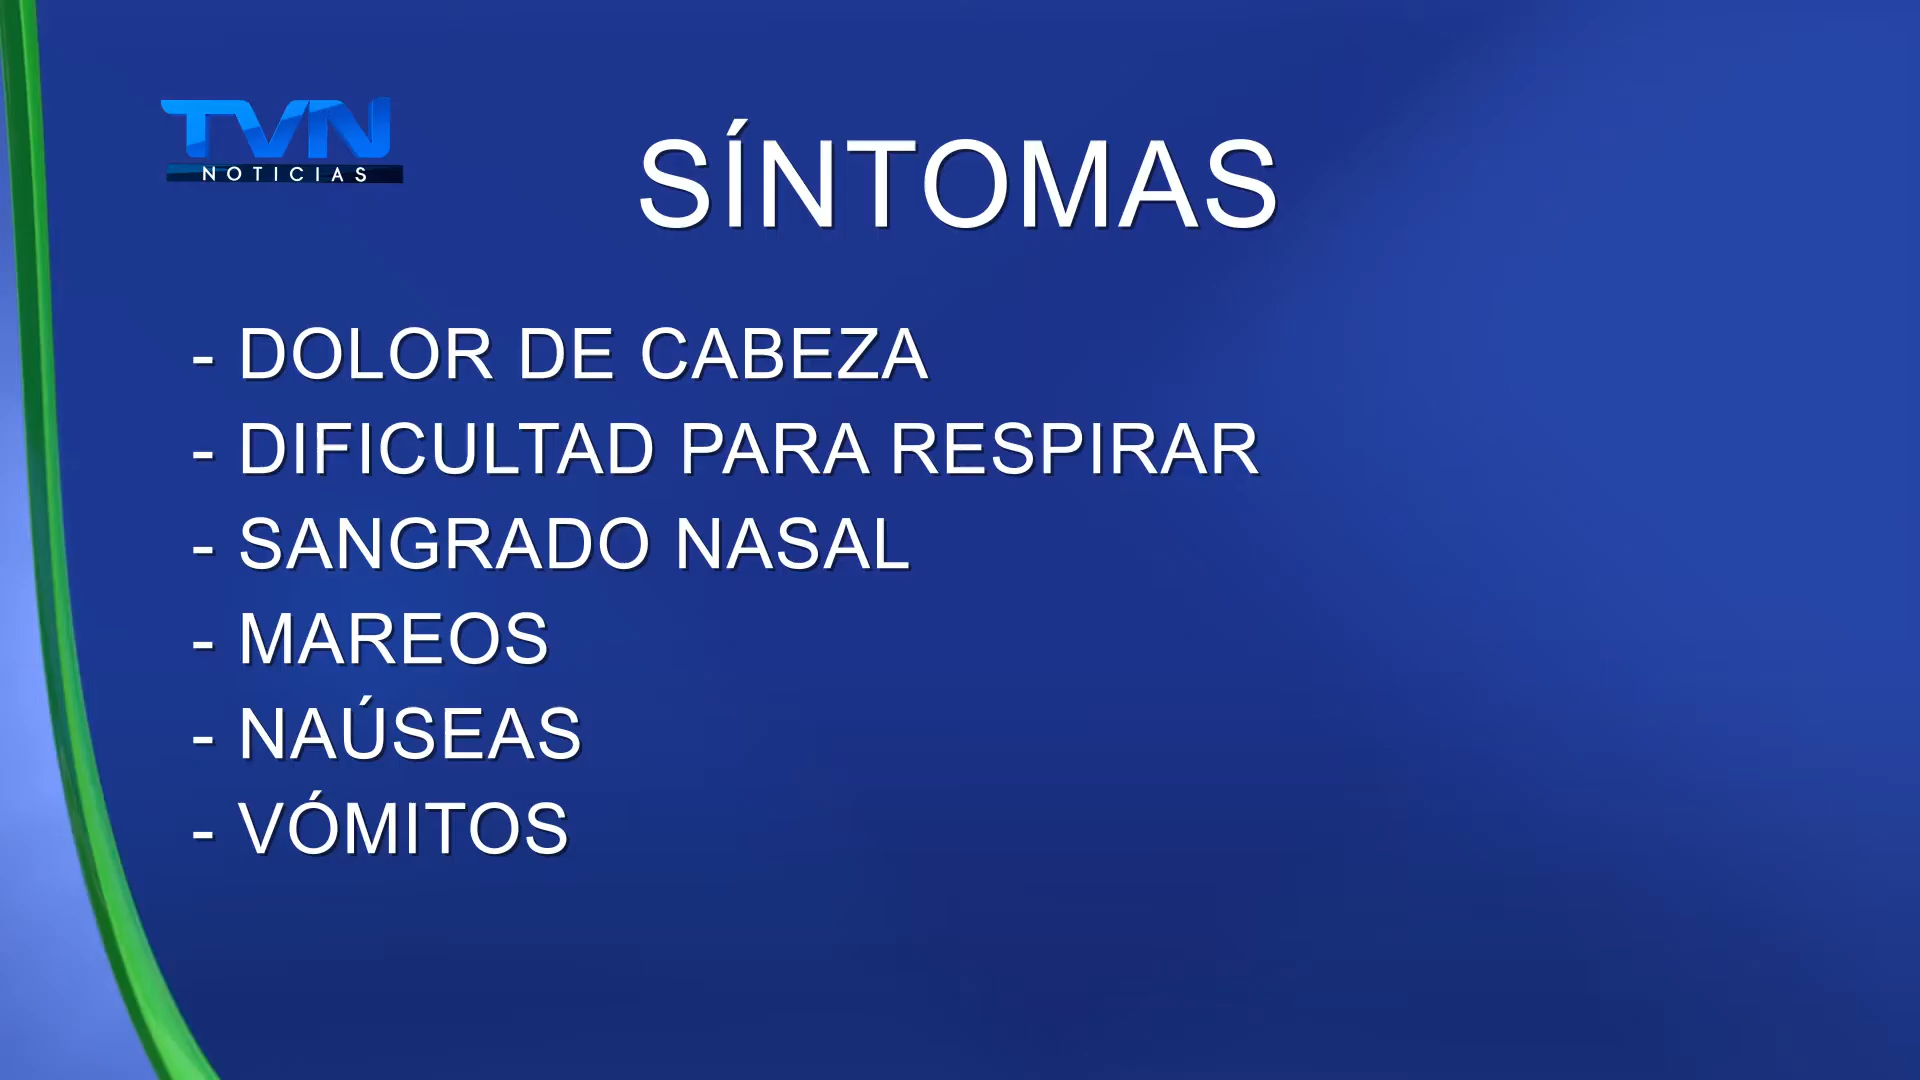 TVN
NOTICIAS
SÍNTOMAS
- DOLOR DE CABEZA
- DIFICULTAD PARA RESPIRAR
- SANGRADO NASAL
- MAREOS
- NAÚSEAS
- VÓMITOS